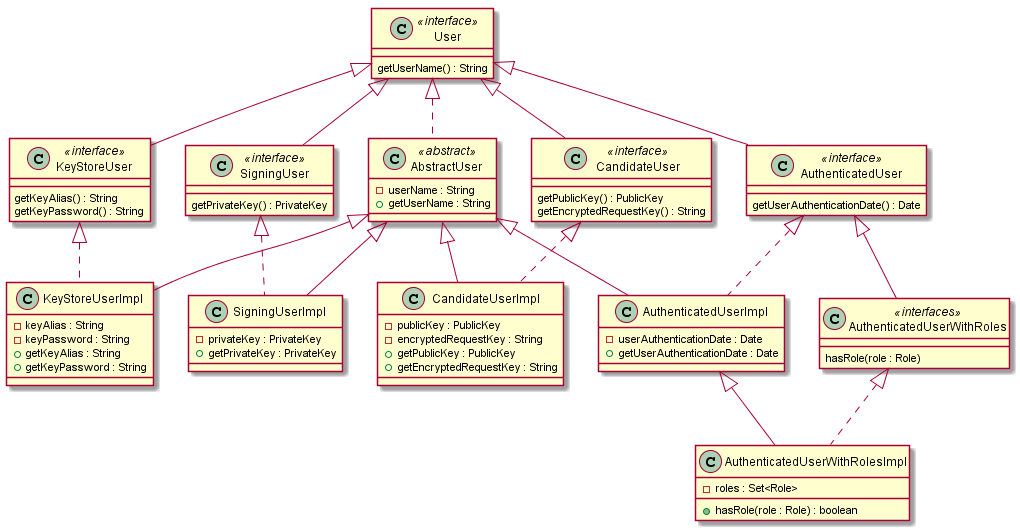 C «interface»
User
getUserName() : String
C «interface»
KeyStoreUser
getKeyAlias() : String
getKeyPassword() : String
C «interface»
SigningUser
getPrivateKey() : PrivateKey
C «abstract»
AbstractUser
userName : String
getUserName : String
C «interface»
CandidateUser
getPublicKey() : PublicKey
getEncryptedRequestKey() : String
C «interface»
AuthenticatedUser
getUserAuthenticationDate() : Date
C KeyStoreUserImpl
keyAlias : String
keyPassword : String
getKeyAlias : String
getKeyPassword : String
C SigningUserImpl
privateKey : PrivateKey
getPrivateKey : PrivateKey
C CandidateUserImpl
publicKey : PublicKey
encryptedRequestKey : String
getPublicKey : PublicKey
getEncryptedRequestKey : String
C AuthenticatedUserImpl
userAuthenticationDate : Date
getUserAuthenticationDate : Date
C «interfaces»
AuthenticatedUserWithRoles
hasRole(role : Role)
C AuthenticatedUserWithRolesImpl
roles : Set<Role>
hasRole(role : Role) : boolean